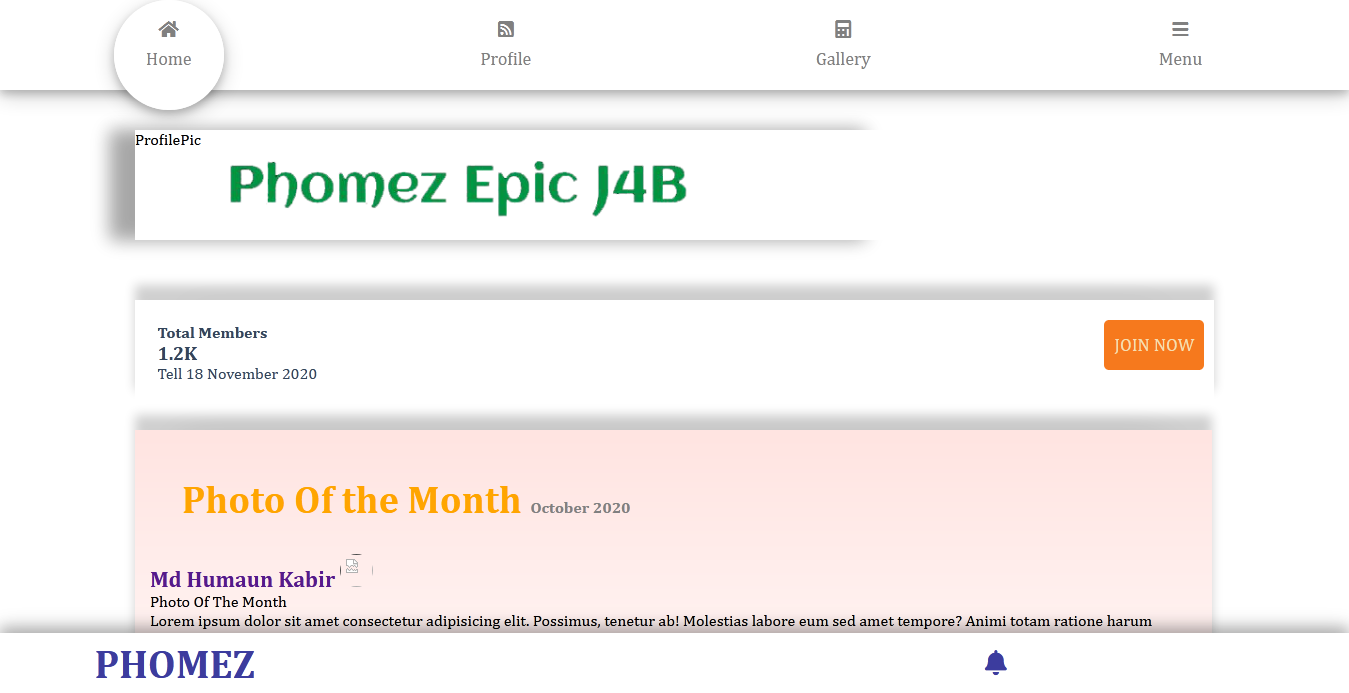 Home Profile Gallery Menu
ProfilePic
Phomez Epic J4B
Total Members
1.2K
JOIN NOW
Tell 18 November 2020
Photo Of the Month October 2020
Md Humaun Kabir
Photo Of The Month
Lorem ipsum dolor sit amet consectetur adipisicing elit. Possimus, tenetur ab! Molestias labore eum sed amet tempore? Animi totam ratione harum
PHOMEZ